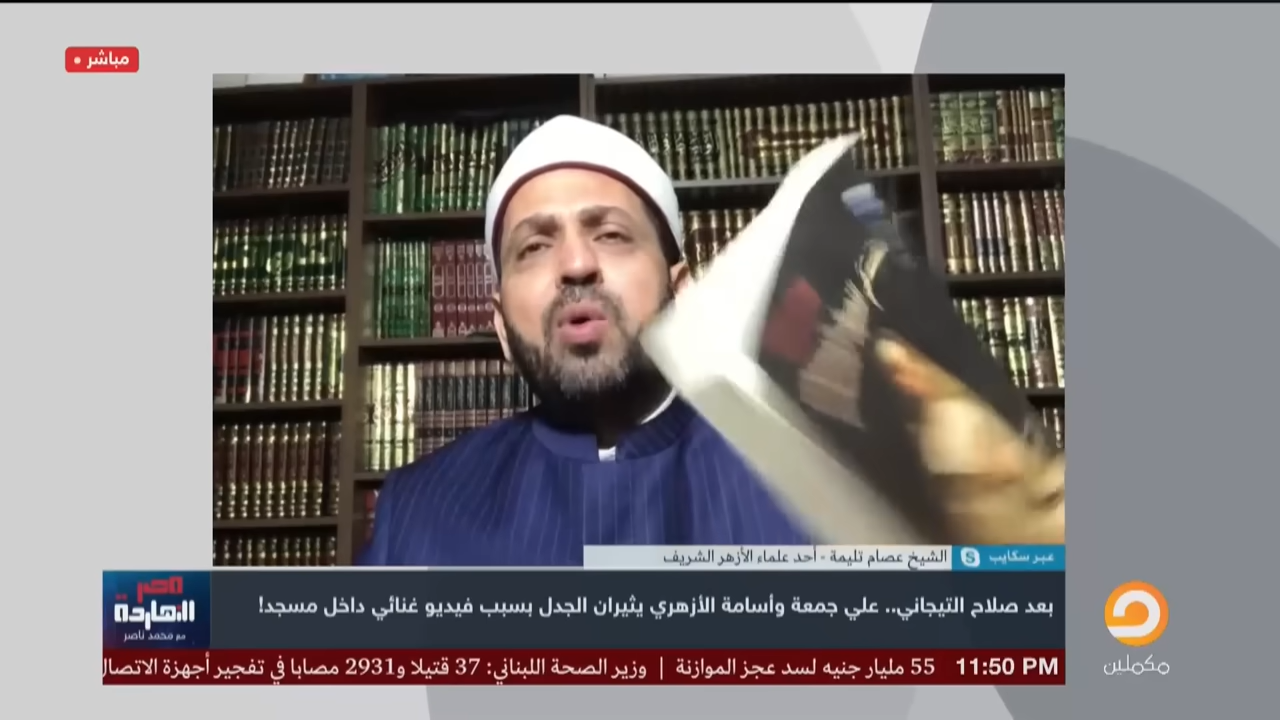 مباشر
عبر سكايب
الشيخ عصام تليمة - أحد علماء الأزهر الشريف
مصر
النهاردة
مع محمد ناصر
بعد صلاح التيجاني.. علي جمعة وأسامة الأزهري يثيران الجدل بسبب فيديو غنائي داخل مسجد!
مكملين
11:50 PM
55 مليار جنيه لسد عجز الموازنة | وزير الصحة اللبناني: 37 قتيلا و2931 مصابا في تفجير أجهزة الاتصال